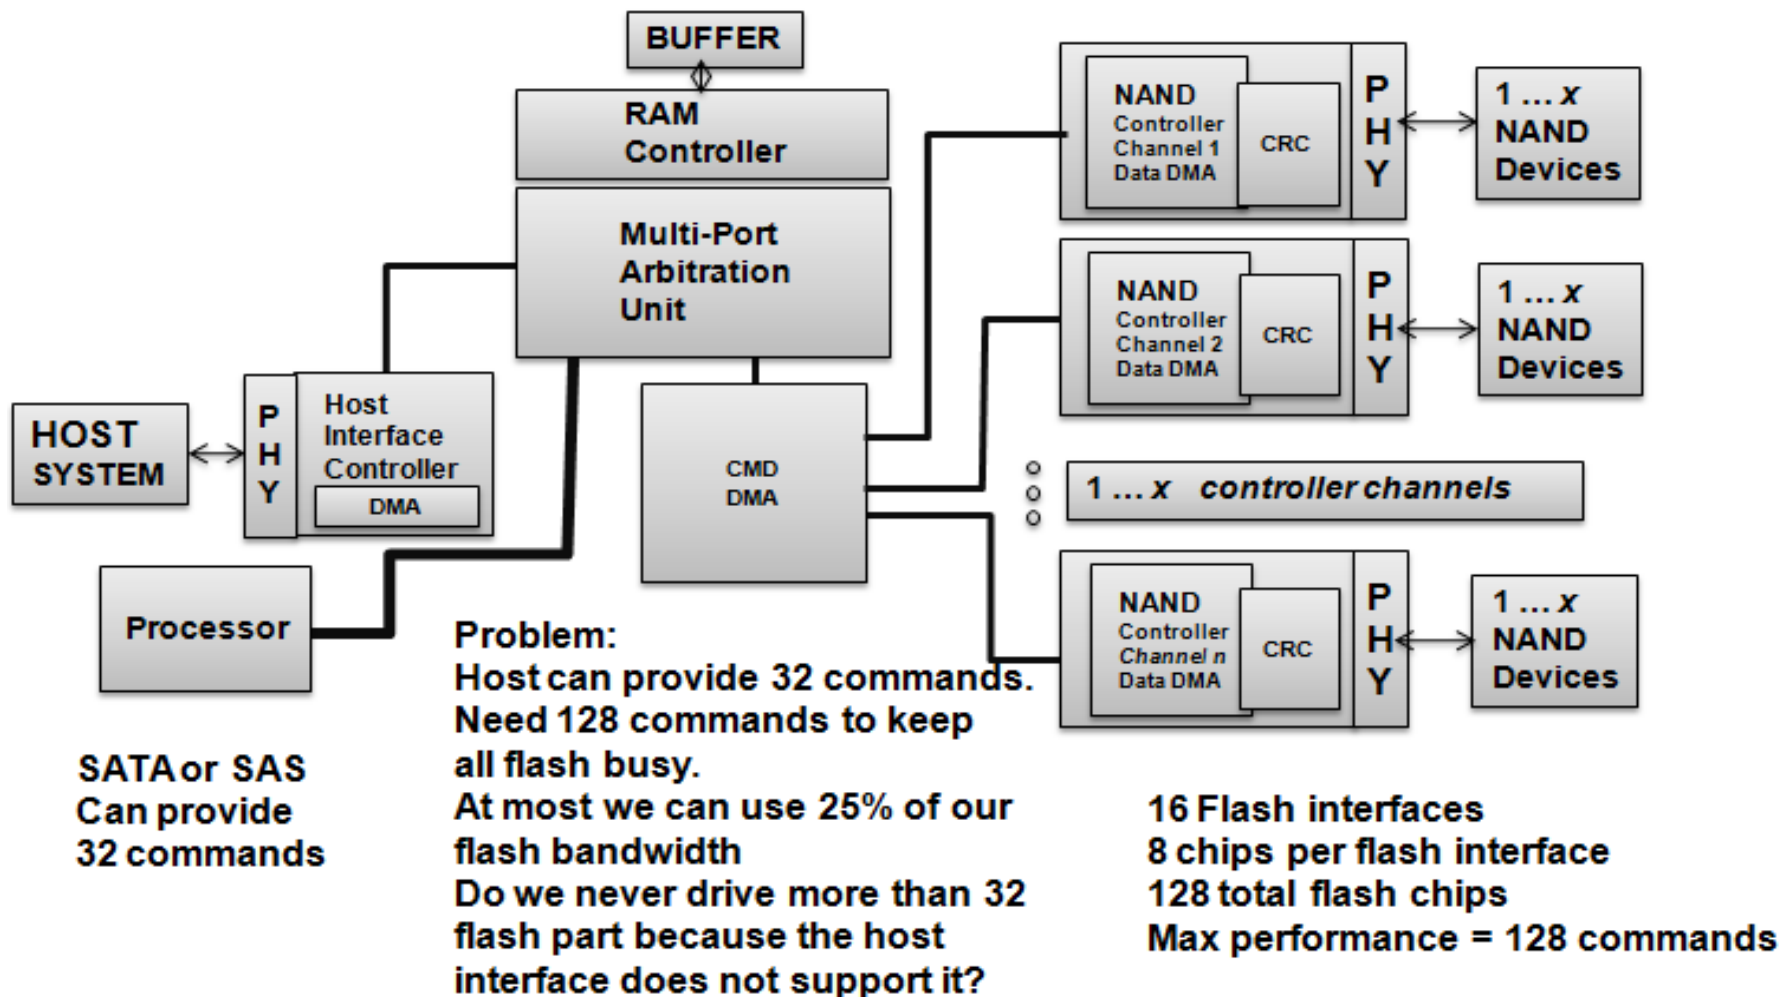 BUFFER
RAM
Controller
Multi-Port
Arbitration
Unit
HOST
SYSTEM
P
H
Y
Host
Interface
Controller
DMA
Processor
CMD
DMA
NAND
Controller
Channel 1
Data DMA
CRC
P
H
Y
1 ... x
NAND
Devices
NAND
Controller
Channel 2
Data DMA
CRC
P
H
Y
1 ... x
NAND
Devices
1 ... x controller channels
NAND
Controller
Channel n
Data DMA
CRC
P
H
Y
1 ... x
NAND
Devices
SATA or SAS
Can provide
32 commands
Problem:
Host can provide 32 commands.
Need 128 commands to keep
all flash busy.
At most we can use 25% of our
flash bandwidth
Do we never drive more than 32
flash part because the host
interface does not support it?
16 Flash interfaces
8 chips per flash interface
128 total flash chips
Max performance = 128 commands